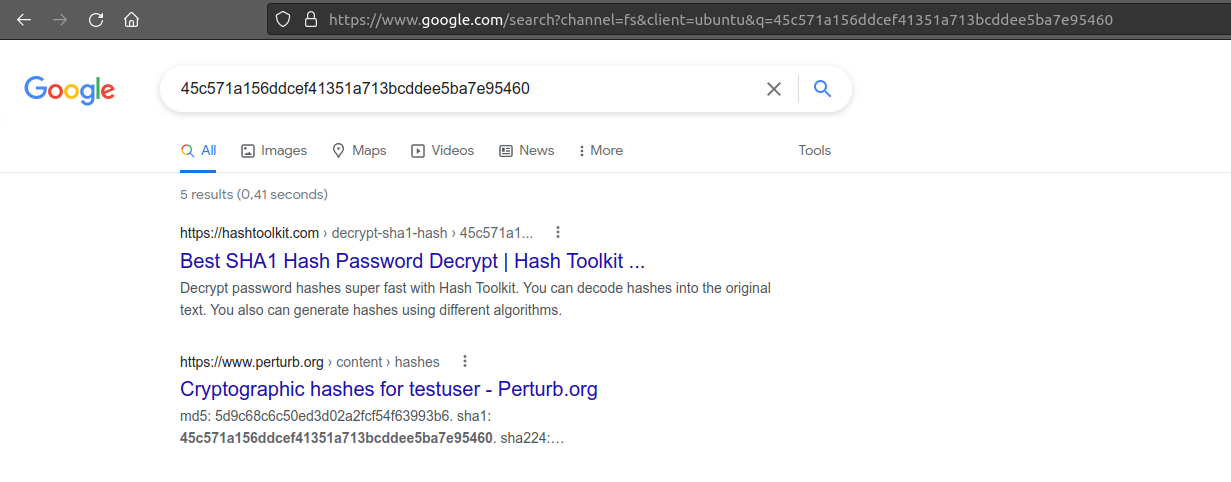 https://www.google.com/search?channel=fs&client=ubuntu&q=45c571a156ddcef41351a713bcddee5ba7e95460
Google 45c571a156ddcef41351a713bcddee5ba7e95460
All Images Maps Videos News More Tools
5 results (0,41 seconds)
https://hashtoolkit.com › decrypt-sha1-hash › 45c571a1...
Best SHA1 Hash Password Decrypt | Hash Toolkit ...
Decrypt password hashes super fast with Hash Toolkit. You can decode hashes into the original
text. You also can generate hashes using different algorithms.
https://www.perturb.org › content › hashes
Cryptographic hashes for testuser - Perturb.org
md5: 5d9c68c6c50ed3d02a2fcf54f63993b6. sha1:
45c571a156ddcef41351a713bcddee5ba7e95460. sha224:…